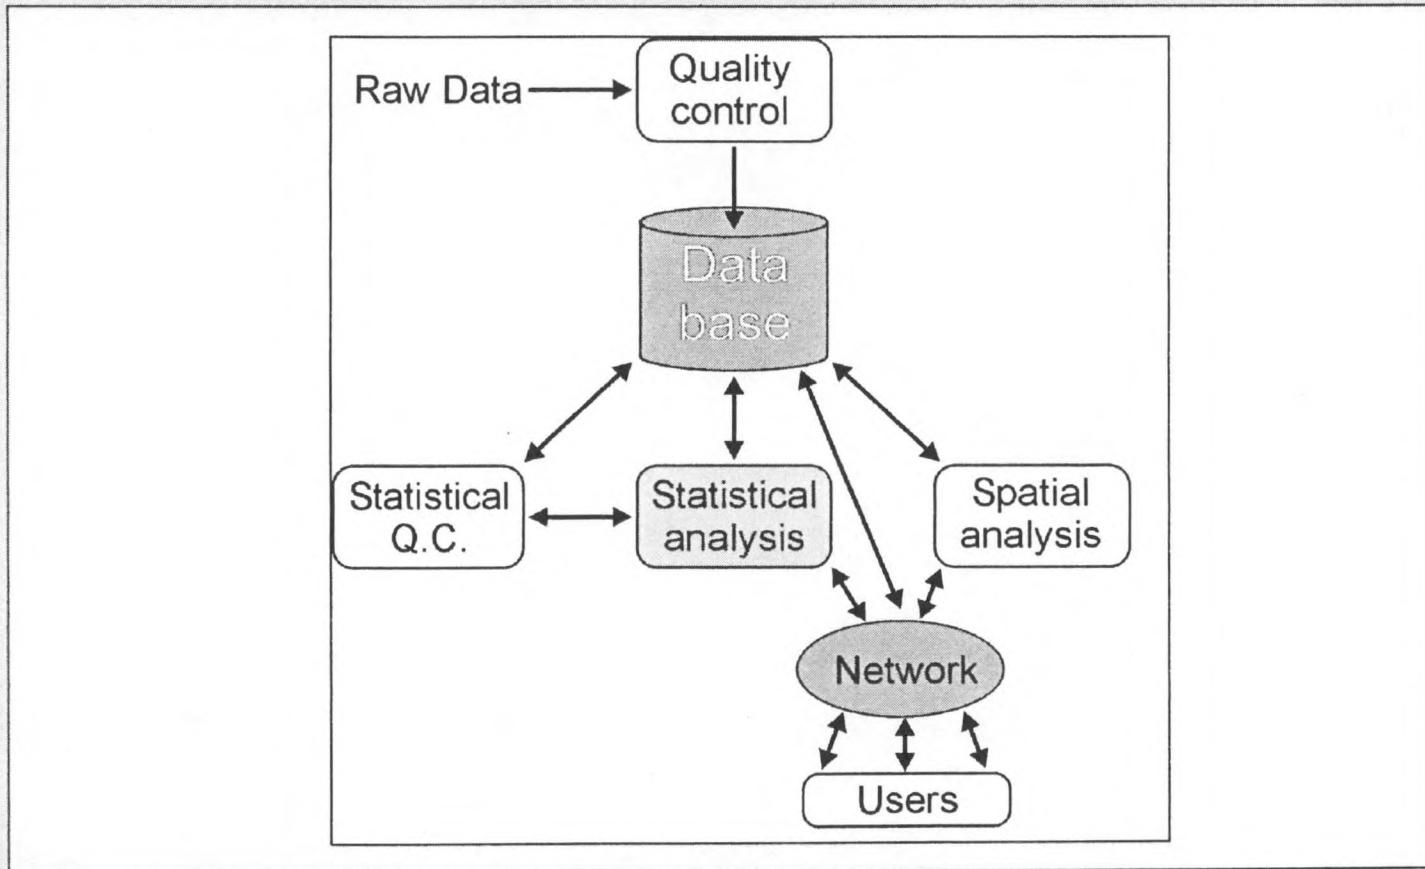 Raw Data
Quality
control
Data
base
Statistical
Q.C.
Statistical
analysis
Spatial
analysis
Network
Users